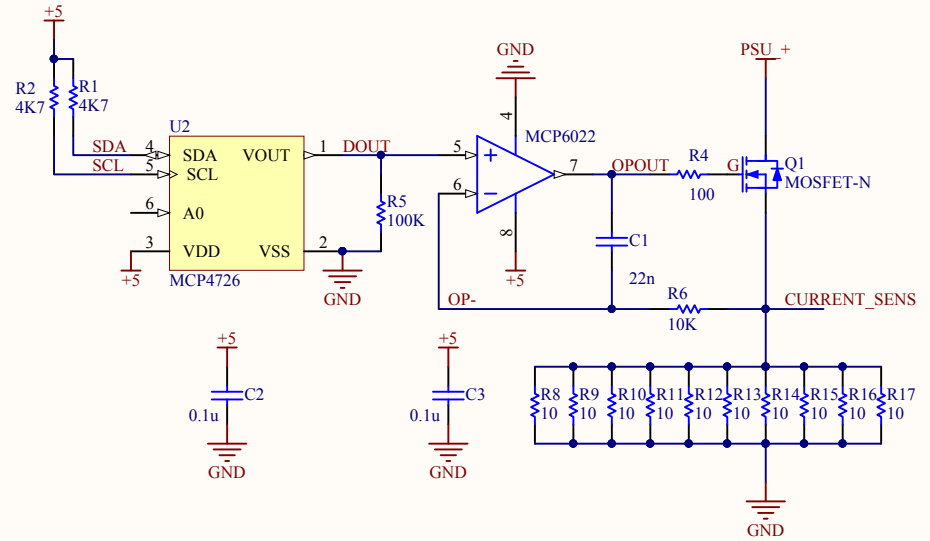 +5
R2
4K7
R1
4K7
SDA
SCL
U2
4
SDA
5
SCL
6
A0
3
VDD
+5
VOUT
1
VSS
2
MCP4726
DOUT
R5
100K
GND
GND
4
MCP6022
5
6
7
8
+5
OPOUT
R4
100
C1
22n
OP-
R6
10K
PSU_+
G
Q1
MOSFET-N
CURRENT_SENS
+5
C2
0.1u
GND
+5
C3
0.1u
GND
R8
10
R9
10
R10
10
R11
10
R12
10
R13
10
R14
10
R15
10
R16
10
R17
10
GND